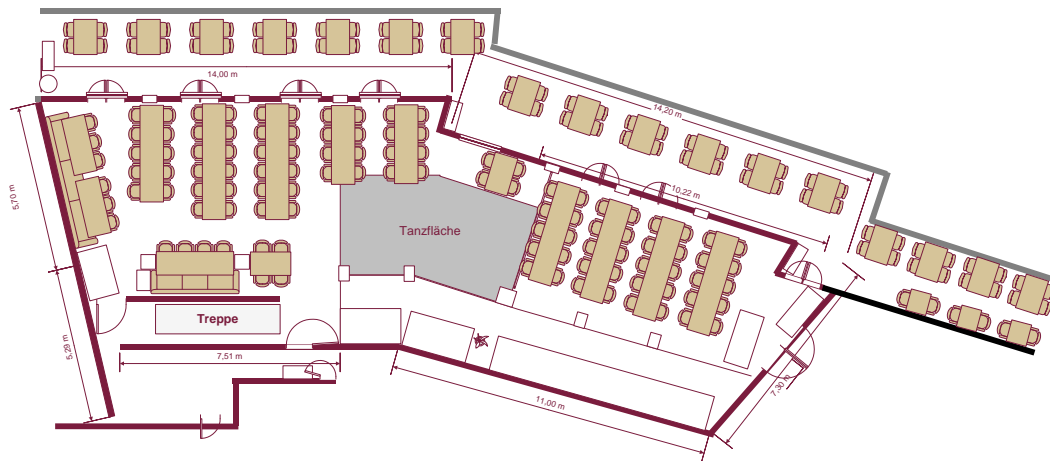 14,00 m
14,20 m
10,22 m
5,70 m
Tanzfläche
5,29 m
Treppe
7,51 m
11,00 m
7,30 m